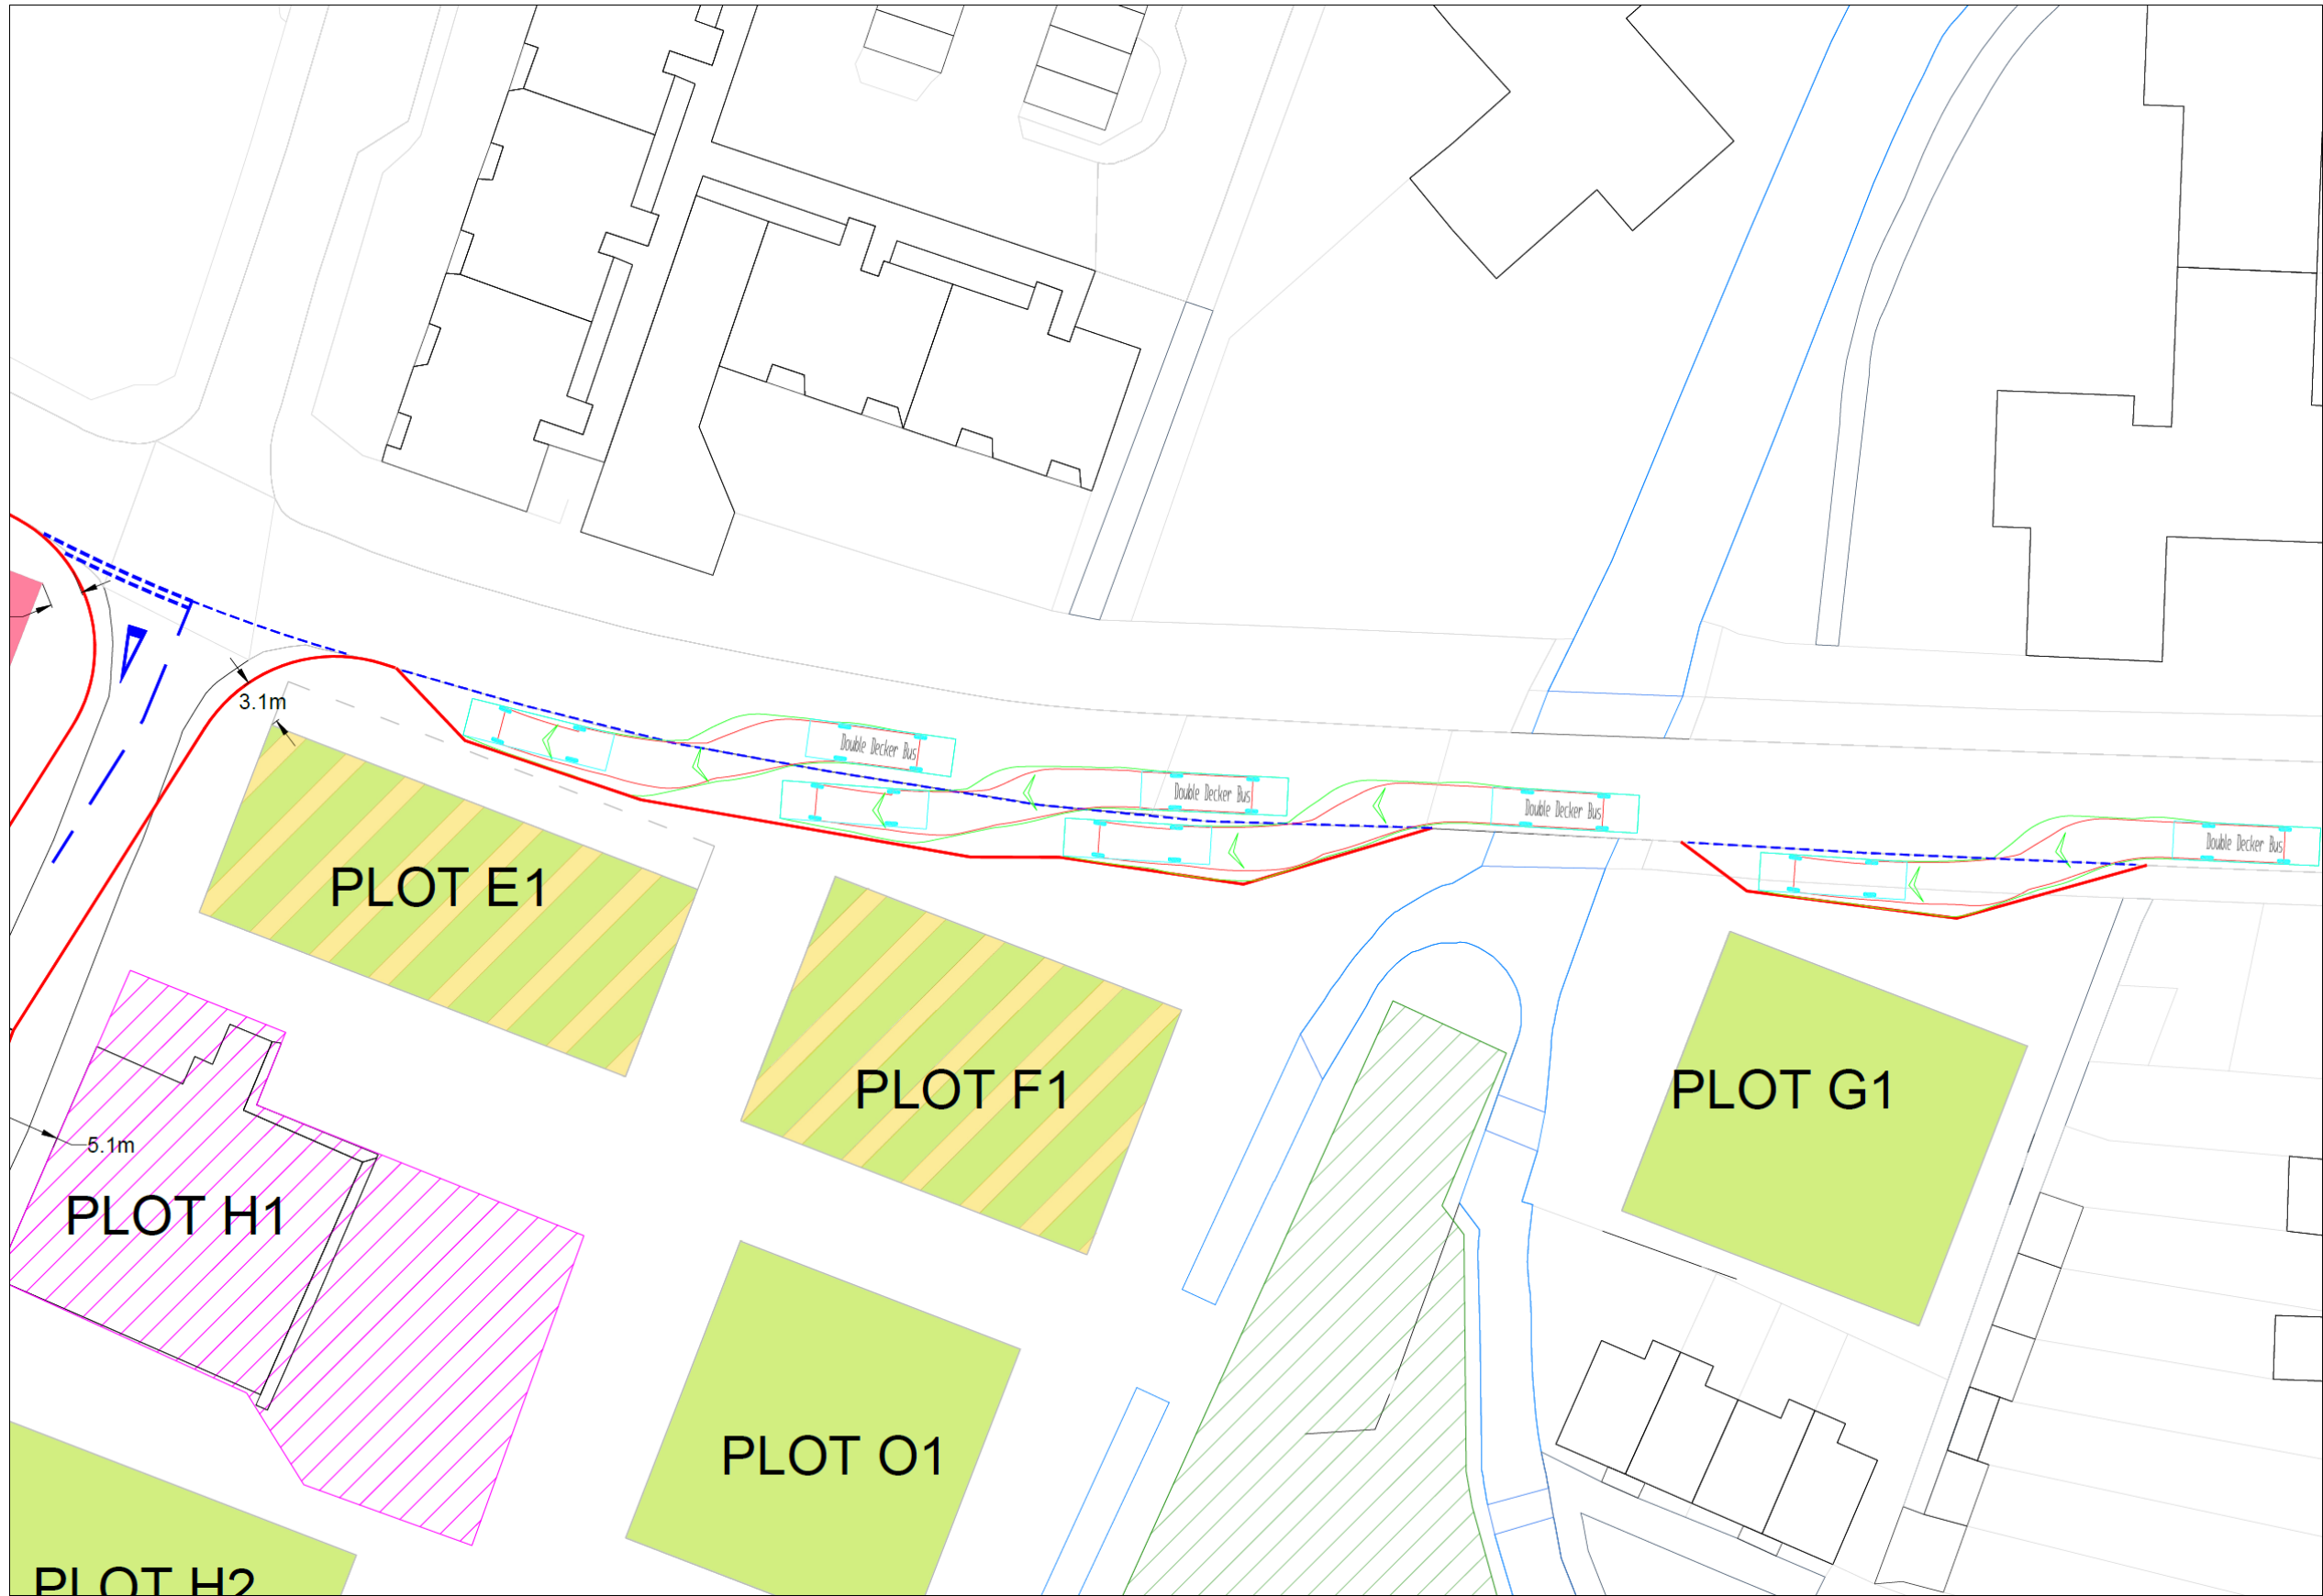 3.1m
Double Decker Bus
Double Decker Bus
Double Decker Bus
Double Decker Bus
PLOT E1
PLOT F1
PLOT G1
5.1m
PLOT H1
PLOT O1
PLOT H2